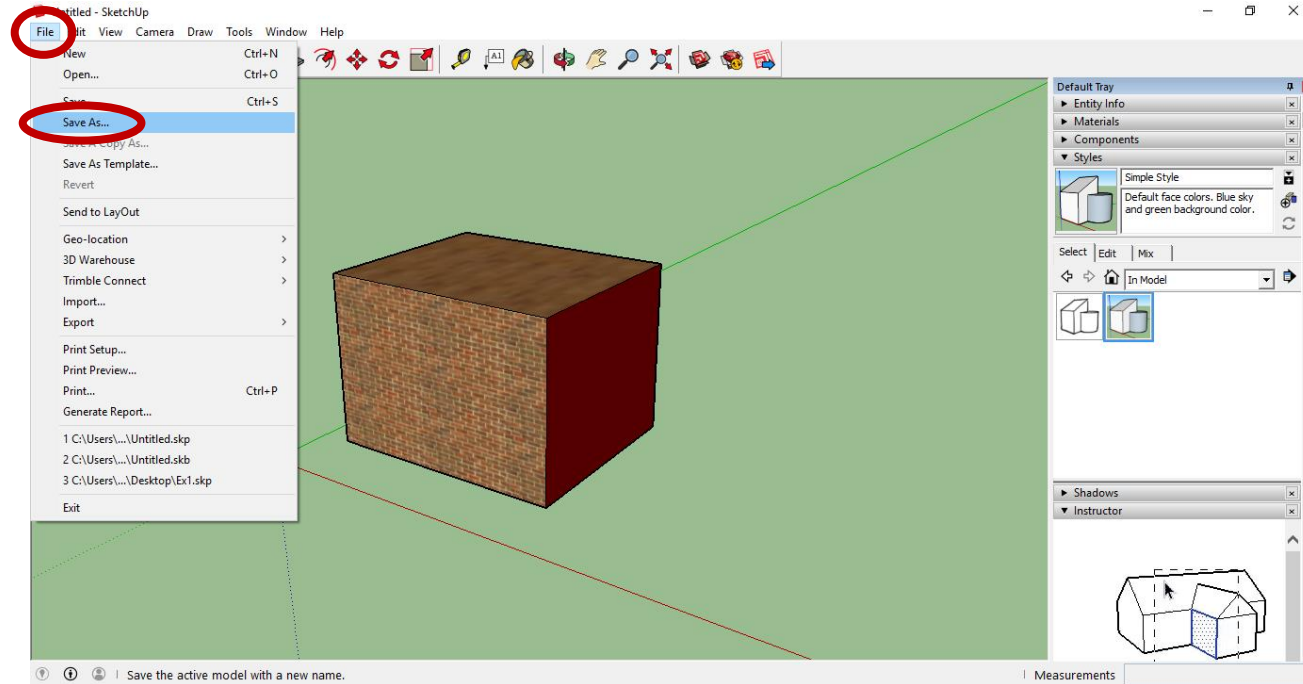 Untitled - SketchUp
File Edit View Camera Draw Tools Window Help
New Ctrl+N
Open... Ctrl+O
Save Ctrl+S
Save As...
Save A Copy As...
Save As Template...
Revert
Send to LayOut
Geo-location
3D Warehouse
Trimble Connect
Import...
Export
Print Setup...
Print Preview...
Print... Ctrl+P
Generate Report...
1 C:\Users\...\Untitled.skp
2 C:\Users\...\Untitled.skb
3 C:\Users\...\Desktop\Ex1.skp
Exit
A1
Default Tray
Entity Info
Materials
Components
Styles
Simple Style
Default face colors. Blue sky
and green background color.
Select Edit Mix
In Model
Shadows
Instructor
Save the active model with a new name.
Measurements